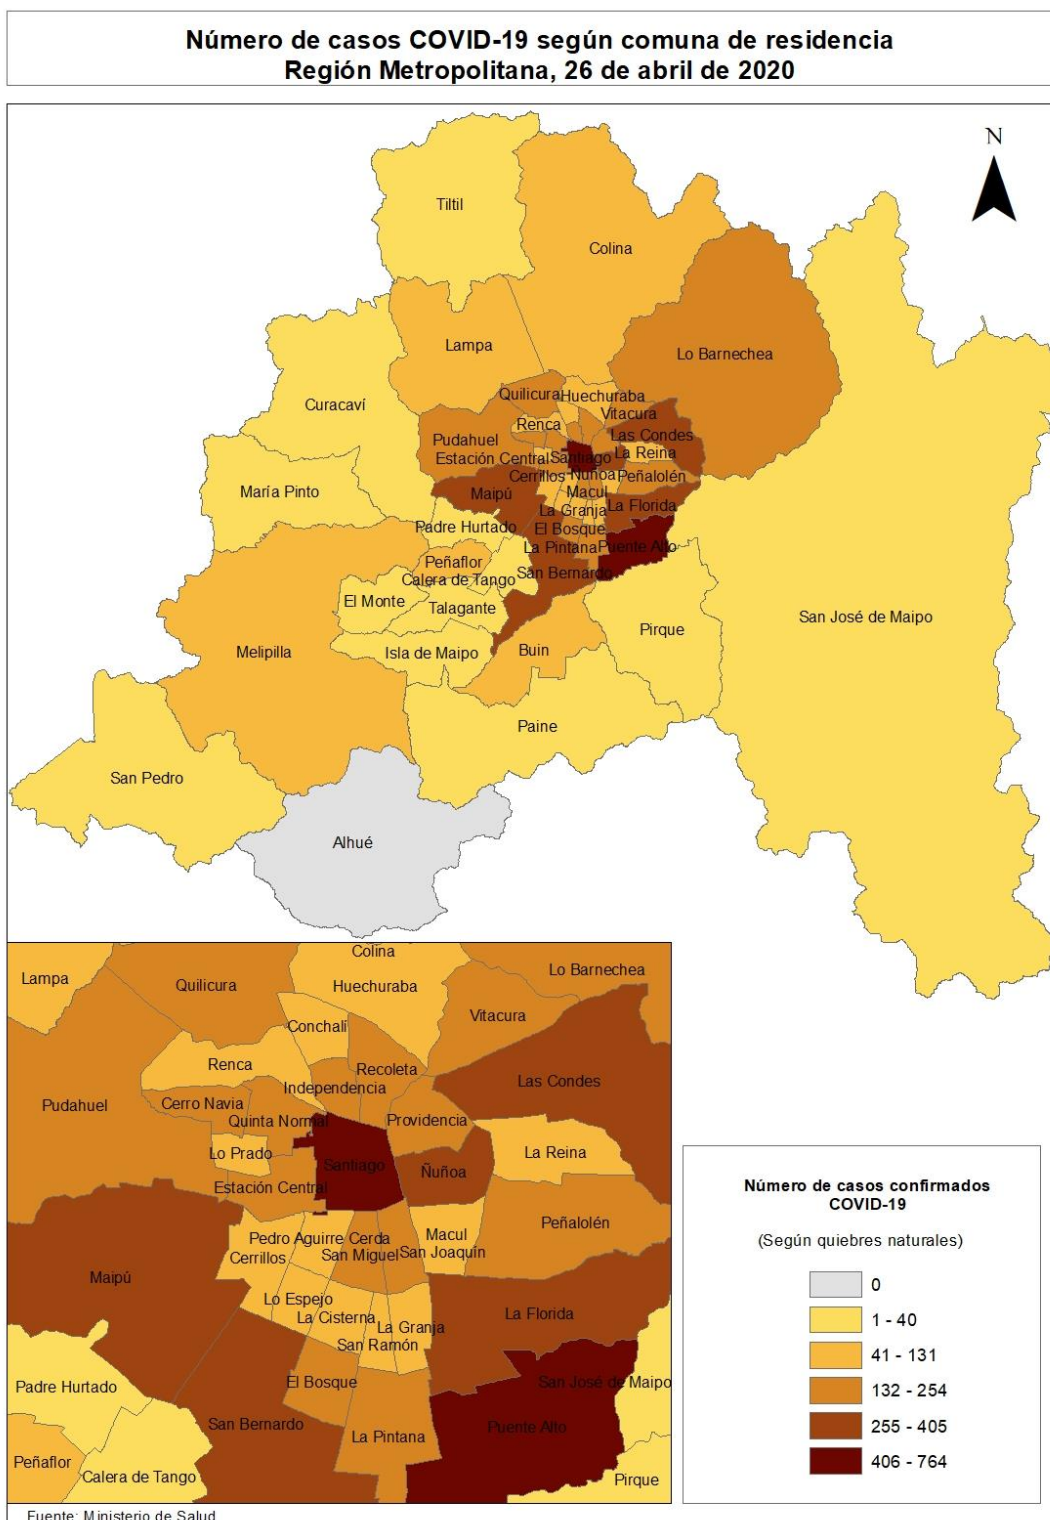 Número de casos COVID-19 según comuna de residencia
Región Metropolitana, 26 de abril de 2020
N
Tiltil
Colina
Lampa
Lo Barnechea
Curacaví
Quilicura
Huechuraba
Vitacura
Renca
Pudahuel
Las Condes
Estación Central
Santiago
La Reina
María Pinto
Cerrillos
Ñuñoa
Peñalolén
Maipú
Macul
La Granja
La Florida
Padre Hurtado
El Bosque
La Pintana
Puente Alto
Peñaflor
Calera de Tango
San Bernardo
El Monte
Talagante
San José de Maipo
Pirque
Melipilla
Isla de Maipo
Buin
Paine
San Pedro
Alhué
Colina
Lampa
Quilicura
Huechuraba
Lo Barnechea
Conchalí
Vitacura
Renca
Recoleta
Independencia
Las Condes
Pudahuel
Cerro Navia
Quinta Normal
Providencia
Lo Prado
Santiago
Ñuñoa
La Reina
Estación Central
Pedro Aguirre Cerda
Macul
Peñalolén
Cerrillos
San Miguel
San Joaquín
Maipú
Lo Espejo
La Cisterna
La Granja
La Florida
San Ramón
Padre Hurtado
El Bosque
San José de Maipo
San Bernardo
La Pintana
Puente Alto
Peñaflor
Calera de Tango
Pirque
Número de casos confirmados
COVID-19
(Según quiebres naturales)
0
1 - 40
41 - 131
132 - 254
255 - 405
406 - 764
Fuente: Ministerio de Salud